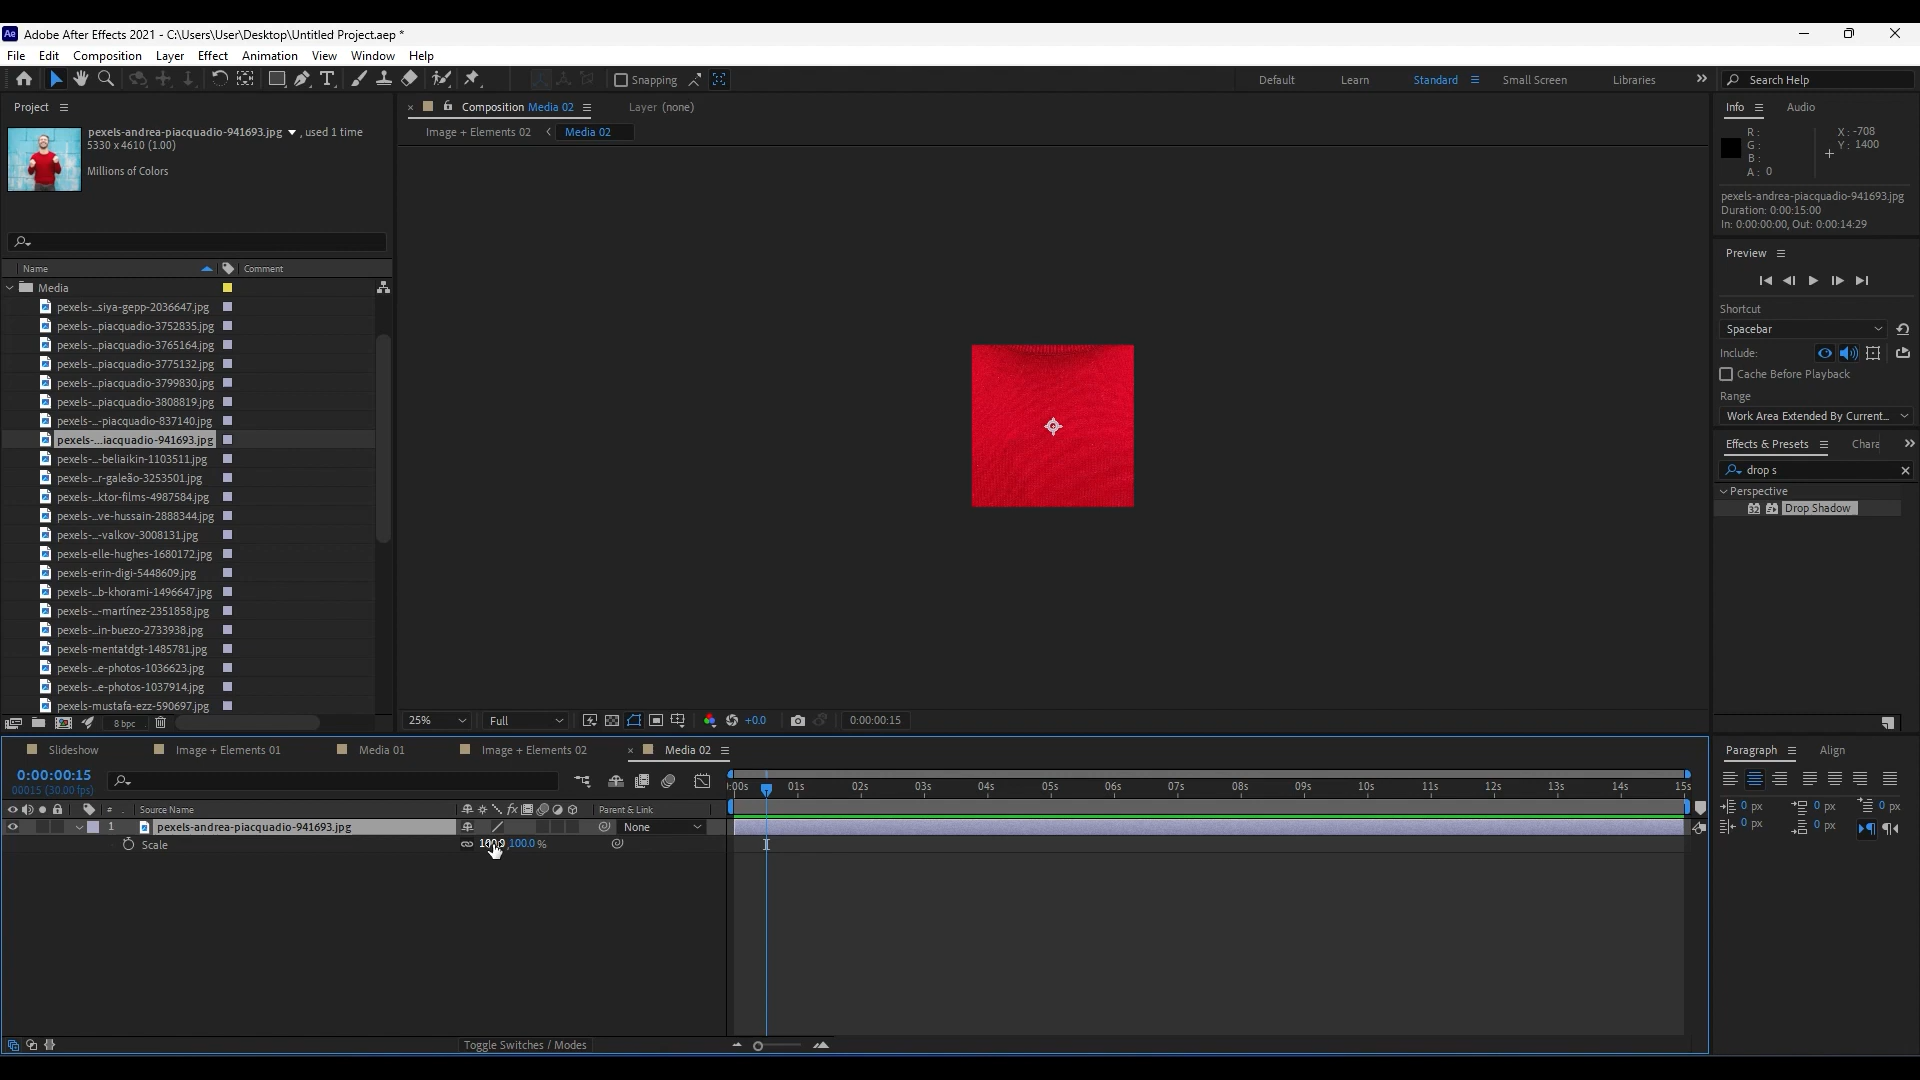 Adobe After Effects 2021 - C:\Users\User\Desktop\Untitled Project.aep *
File Edit Composition Layer Effect Animation View Window Help
Snapping Default Learn Standard Small Screen Libraries Search Help
Project
pexels-andrea-piacquadio-941693.jpg , used 1 time
5330 x 4610 (1.00)
Millions of Colors
Name Comment
Media
pexels-...siya-gepp-2036647.jpg
pexels-...piacquadio-3752835.jpg
pexels-...piacquadio-3765164.jpg
pexels-...piacquadio-3775132.jpg
pexels-...piacquadio-3799830.jpg
pexels-...piacquadio-3808819.jpg
pexels-...-piacquadio-837140.jpg
pexels-...iacquadio-941693.jpg
pexels-...-beliaikin-1103511.jpg
pexels-...r-galeão-3253501.jpg
pexels-...ktor-films-4987584.jpg
pexels-...ve-hussain-2888344.jpg
pexels-...-valkov-3008131.jpg
pexels-elle-hughes-1680172.jpg
pexels-erin-digi-5448609.jpg
pexels-...b-khorami-1496647.jpg
pexels-...-martínez-2351858.jpg
pexels-...in-buezo-2733938.jpg
pexels-mentatdgt-1485781.jpg
pexels-...e-photos-1036623.jpg
pexels-...e-photos-1037914.jpg
pexels-mustafa-ezz-590697.jpg
8 bpc
Composition Media 02 Layer (none)
Image + Elements 02 Media 02
25% Full +0.0 0:00:00:15
Info Audio
R: X: -708
G: Y: 1400
B:
A: 0
pexels-andrea-piacquadio-941693.jpg
Duration: 0:00:15:00
In: 0:00:00:00, Out: 0:00:14:29
Preview
Shortcut
Spacebar
Include:
Cache Before Playback
Range
Work Area Extended By Current...
Effects & Presets Chara
drop s
Perspective
32 Drop Shadow
Slideshow Image + Elements 01 Media 01 Image + Elements 02 Media 02
0:00:00:15
00015 (30.00 fps)
:00s 01s 02s 03s 04s 05s 06s 07s 08s 09s 10s 11s 12s 13s 14s 15s
# Source Name fx Parent & Link
1 pexels-andrea-piacquadio-941693.jpg None
Scale 100.0,100.0 %
Toggle Switches / Modes
Paragraph Align
0 px 0 px 0 px
0 px 0 px